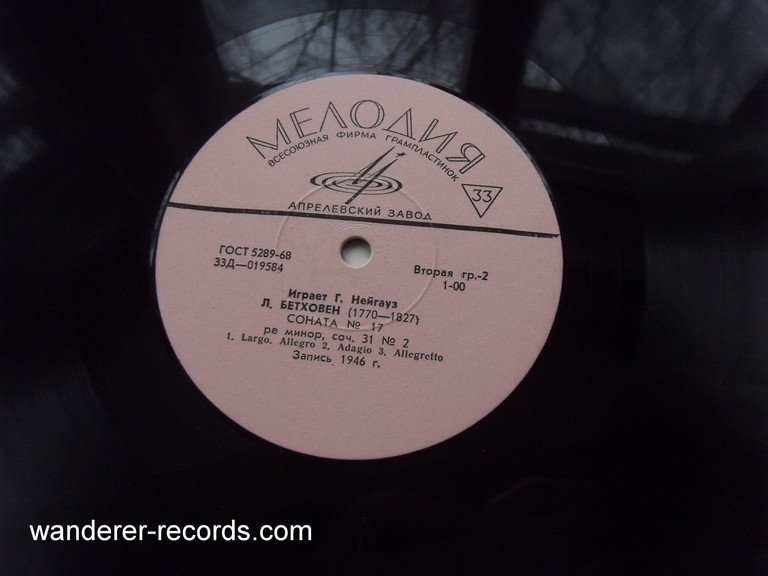 МЕЛОДИЯ
ВСЕСОЮЗНАЯ ФИРМА ГРАМПЛАСТИНОК
33
АПРЕЛЕВСКИЙ ЗАВОД
ГОСТ 5289-68
33Д—019584
Вторая гр.-2
1-00
Играет Г. Нейгауз
Л. БЕТХОВЕН (1770—1827)
СОНАТА № 17
ре минор, соч. 31 № 2
1. Largo. Allegro 2. Adagio 3. Allegretto
Запись 1946 г.
wanderer-records.com